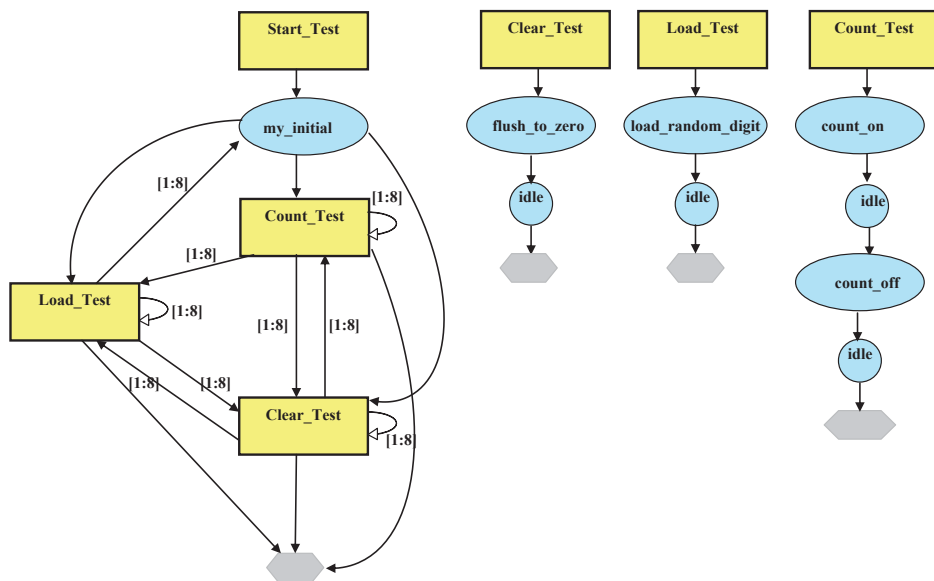 Start_Test
my_initial
[1:8]
Count_Test
[1:8]
[1:8]
Load_Test
[1:8]
[1:8]
[1:8]
[1:8]
[1:8]
Clear_Test
[1:8]
Clear_Test
flush_to_zero
idle
Load_Test
load_random_digit
idle
Count_Test
count_on
idle
count_off
idle